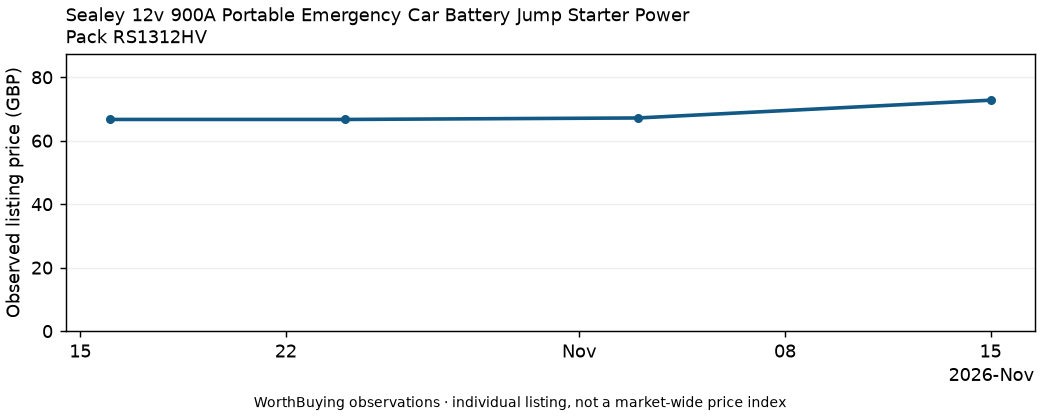 Sealey 12v 900A Portable Emergency Car Battery Jump Starter Power
Pack RS1312HV
Observed listing price (GBP)
80
60
40
20
0
15
22
Nov
08
15
2026-Nov
WorthBuying observations · individual listing, not a market-wide price index